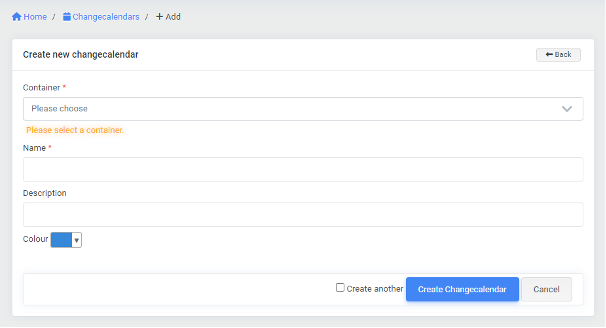 Home / Changecalendars / + Add
Create new changecalendar
Back
Container *
Please choose
Please select a container.
Name *
Description
Colour
Create another
Create Changecalendar
Cancel